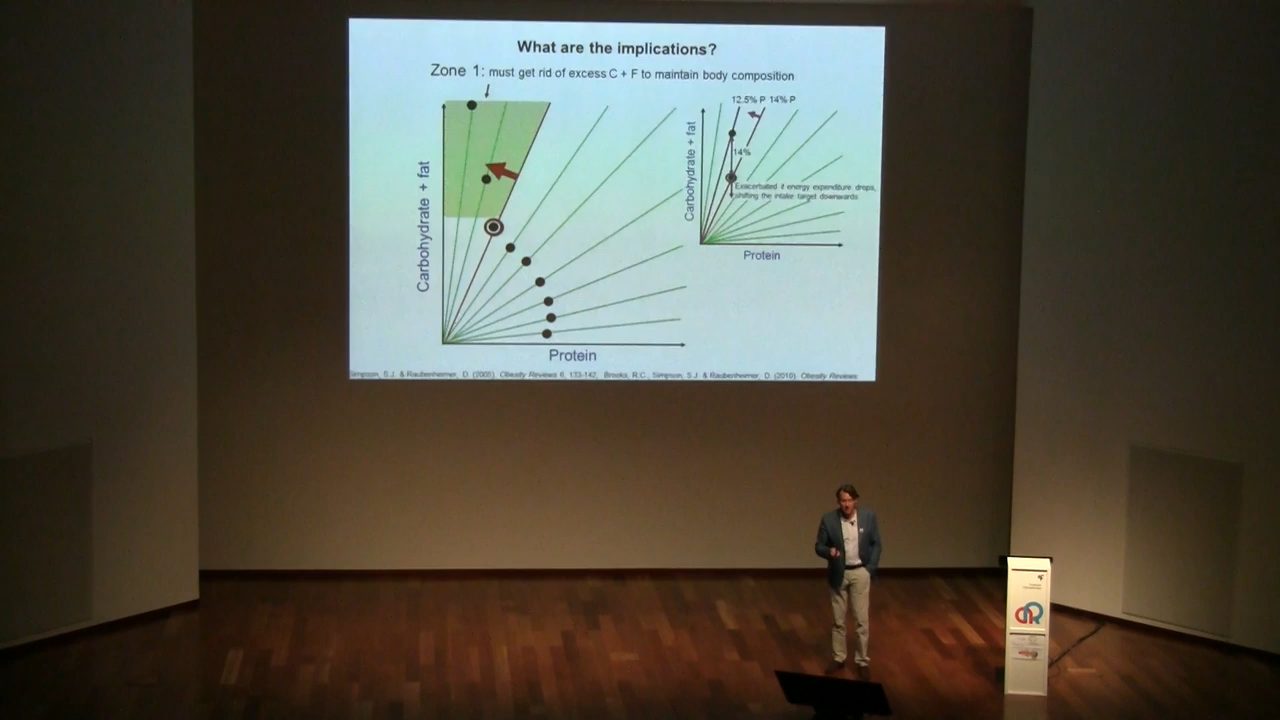 What are the implications?
Zone 1: must get rid of excess C + F to maintain body composition
12.5% P 14% P
14%
Exacerbated if energy expenditure drops,
shifting the intake target downwards
Carbohydrate + fat
Carbohydrate + fat
Protein
Protein
Simpson, S.J. & Raubenheimer, D. (2005). Obesity Reviews 6, 133-142, Brooks, R.C., Simpson, S.J. & Raubenheimer, D. (2010). Obesity Reviews